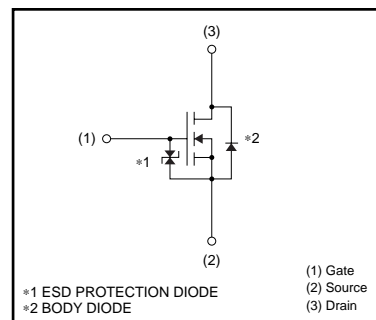 (3)
(1)
∗1
∗2
(2)
∗1 ESD PROTECTION DIODE
∗2 BODY DIODE
(1) Gate
(2) Source
(3) Drain